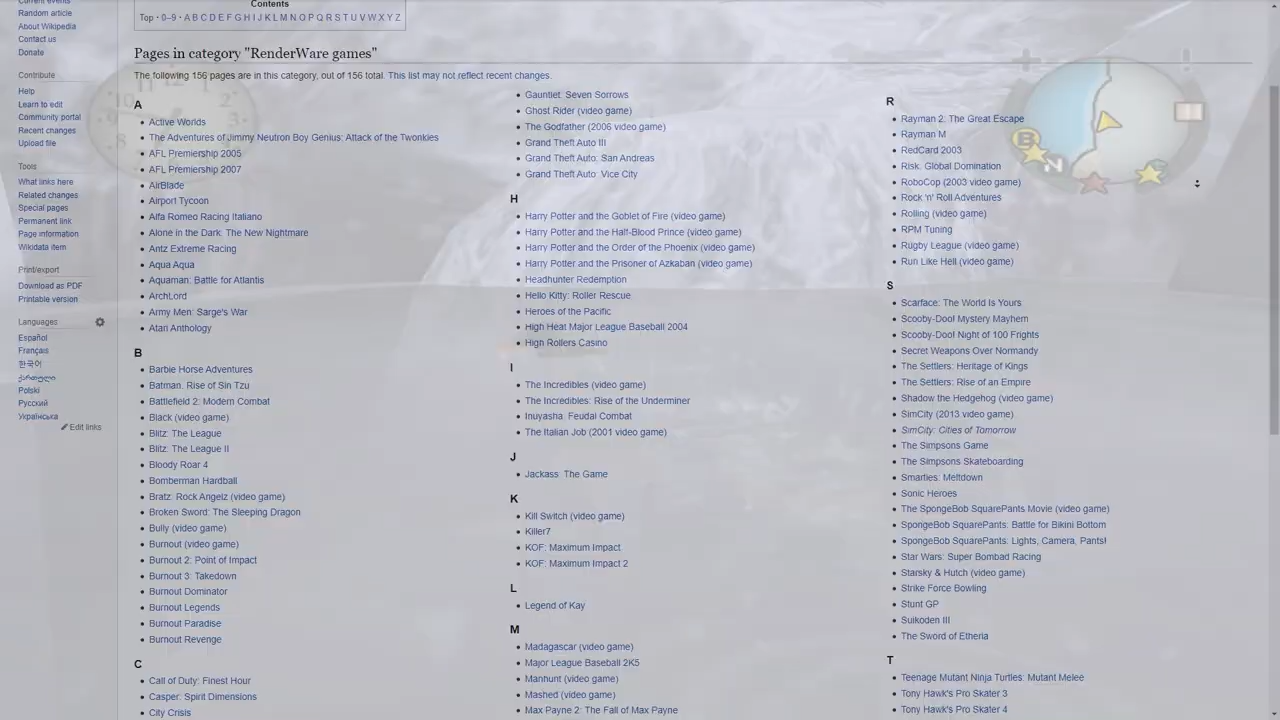 Current events
Random article
About Wikipedia
Contact us
Donate
Contribute
Help
Learn to edit
Community portal
Recent changes
Upload file
Tools
What links here
Related changes
Special pages
Permanent link
Page information
Wikidata item
Print/export
Download as PDF
Printable version
Languages
Español
Français
한국어
ქართული
Polski
Русский
Українська
Edit links
Contents
Top · 0–9 · A B C D E F G H I J K L M N O P Q R S T U V W X Y Z
Pages in category "RenderWare games"
The following 156 pages are in this category, out of 156 total. This list may not reflect recent changes.
A
Active Worlds
The Adventures of Jimmy Neutron Boy Genius: Attack of the Twonkies
AFL Premiership 2005
AFL Premiership 2007
AirBlade
Airport Tycoon
Alfa Romeo Racing Italiano
Alone in the Dark: The New Nightmare
Antz Extreme Racing
Aqua Aqua
Aquaman: Battle for Atlantis
ArchLord
Army Men: Sarge's War
Atari Anthology
B
Barbie Horse Adventures
Batman: Rise of Sin Tzu
Battlefield 2: Modern Combat
Black (video game)
Blitz: The League
Blitz: The League II
Bloody Roar 4
Bomberman Hardball
Bratz: Rock Angelz (video game)
Broken Sword: The Sleeping Dragon
Bully (video game)
Burnout (video game)
Burnout 2: Point of Impact
Burnout 3: Takedown
Burnout Dominator
Burnout Legends
Burnout Paradise
Burnout Revenge
C
Call of Duty: Finest Hour
Casper: Spirit Dimensions
City Crisis
Gauntlet: Seven Sorrows
Ghost Rider (video game)
The Godfather (2006 video game)
Grand Theft Auto III
Grand Theft Auto: San Andreas
Grand Theft Auto: Vice City
H
Harry Potter and the Goblet of Fire (video game)
Harry Potter and the Half-Blood Prince (video game)
Harry Potter and the Order of the Phoenix (video game)
Harry Potter and the Prisoner of Azkaban (video game)
Headhunter Redemption
Hello Kitty: Roller Rescue
Heroes of the Pacific
High Heat Major League Baseball 2004
High Rollers Casino
I
The Incredibles (video game)
The Incredibles: Rise of the Underminer
Inuyasha: Feudal Combat
The Italian Job (2001 video game)
J
Jackass: The Game
K
Kill Switch (video game)
Killer7
KOF: Maximum Impact
KOF: Maximum Impact 2
L
Legend of Kay
M
Madagascar (video game)
Major League Baseball 2K5
Manhunt (video game)
Mashed (video game)
Max Payne 2: The Fall of Max Payne
R
Rayman 2: The Great Escape
Rayman M
RedCard 2003
Risk: Global Domination
RoboCop (2003 video game)
Rock 'n' Roll Adventures
Rolling (video game)
RPM Tuning
Rugby League (video game)
Run Like Hell (video game)
S
Scarface: The World Is Yours
Scooby-Doo! Mystery Mayhem
Scooby-Doo! Night of 100 Frights
Secret Weapons Over Normandy
The Settlers: Heritage of Kings
The Settlers: Rise of an Empire
Shadow the Hedgehog (video game)
SimCity (2013 video game)
SimCity: Cities of Tomorrow
The Simpsons Game
The Simpsons Skateboarding
Smarties: Meltdown
Sonic Heroes
The SpongeBob SquarePants Movie (video game)
SpongeBob SquarePants: Battle for Bikini Bottom
SpongeBob SquarePants: Lights, Camera, Pants!
Star Wars: Super Bombad Racing
Starsky & Hutch (video game)
Strike Force Bowling
Stunt GP
Suikoden III
The Sword of Etheria
T
Teenage Mutant Ninja Turtles: Mutant Melee
Tony Hawk's Pro Skater 3
Tony Hawk's Pro Skater 4
11
10
2
3
8
B
N